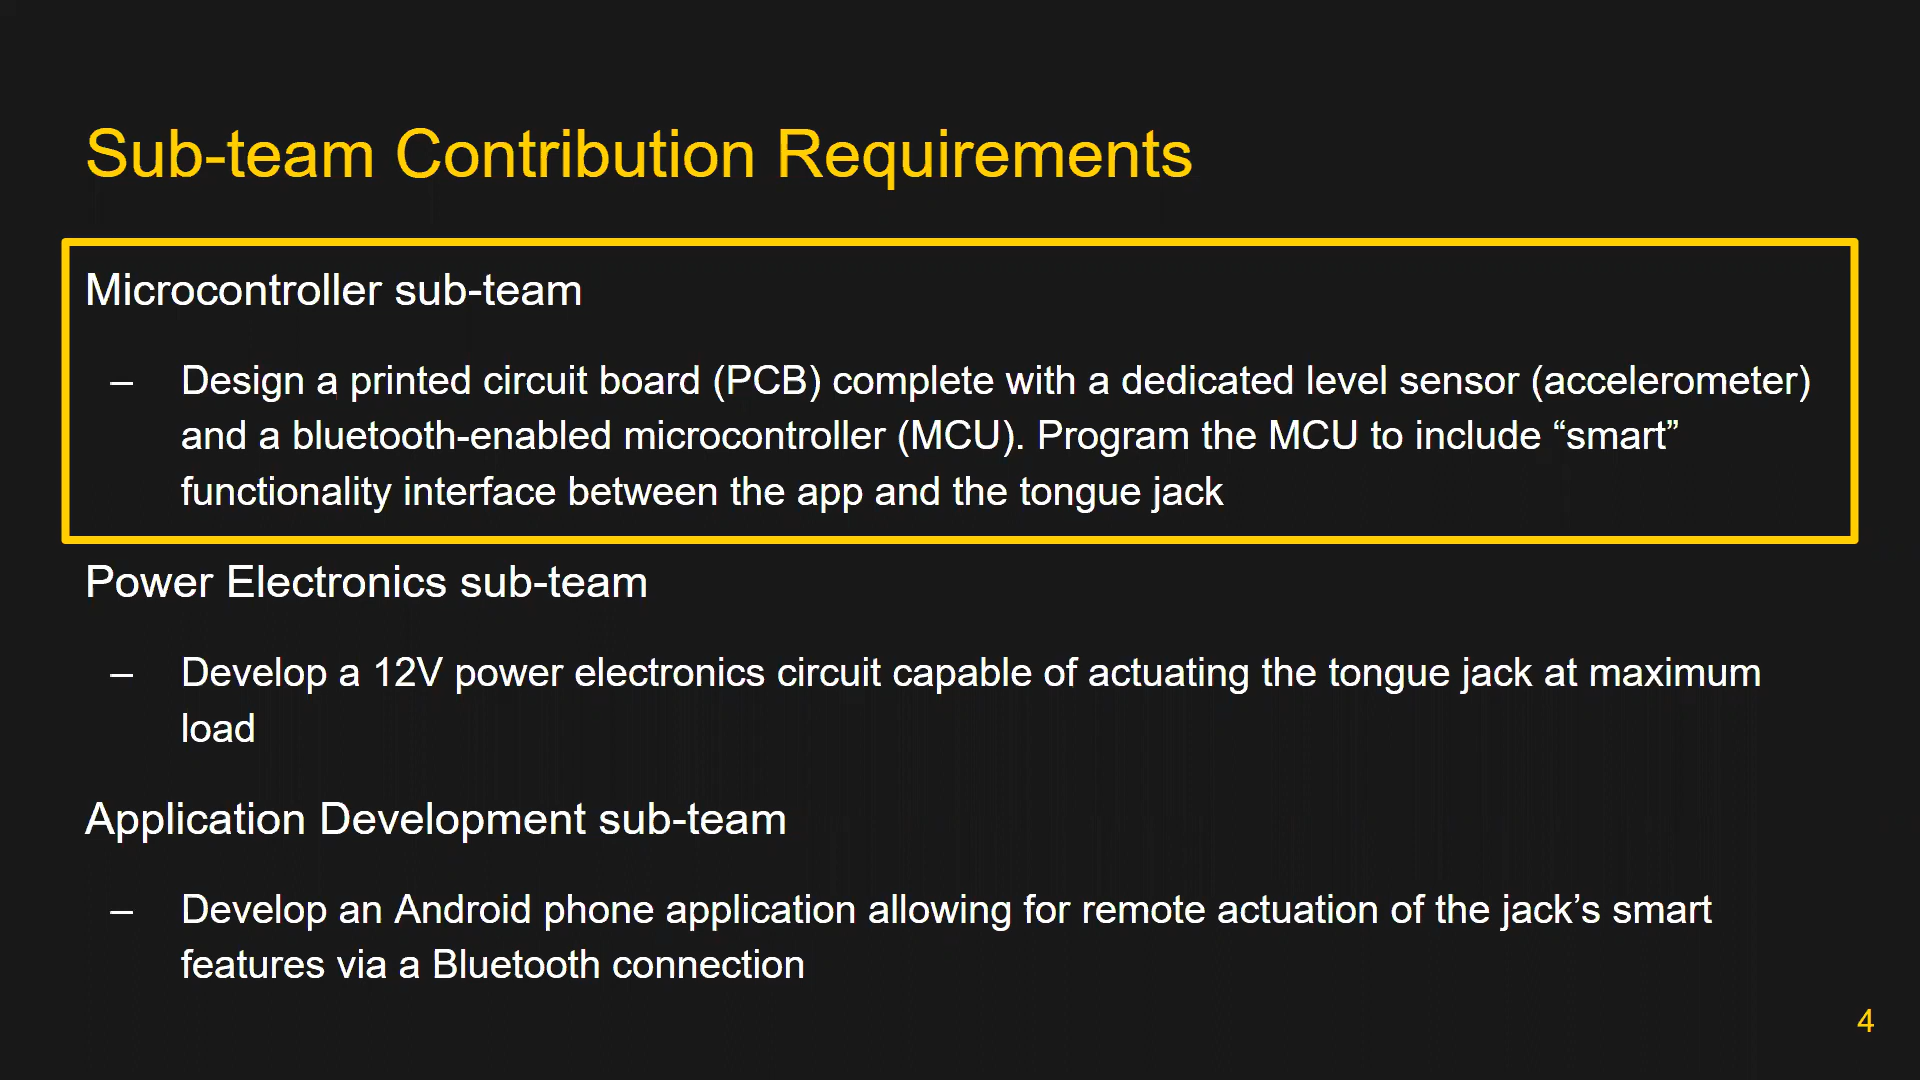 Sub-team Contribution Requirements
Microcontroller sub-team
– Design a printed circuit board (PCB) complete with a dedicated level sensor (accelerometer)
and a bluetooth-enabled microcontroller (MCU). Program the MCU to include “smart”
functionality interface between the app and the tongue jack
Power Electronics sub-team
– Develop a 12V power electronics circuit capable of actuating the tongue jack at maximum
load
Application Development sub-team
– Develop an Android phone application allowing for remote actuation of the jack’s smart
features via a Bluetooth connection
4